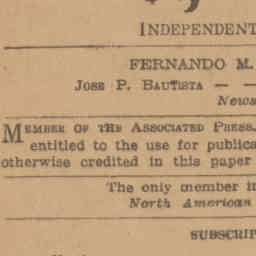 INDEPENDENT
FERNANDO M.
JOSE P. BAUTISTA — —
News
MEMBER OF THE ASSOCIATED PRESS.
entitled to the use for publica
otherwise credited in this paper
The only member i
North American
SUBSCRIP